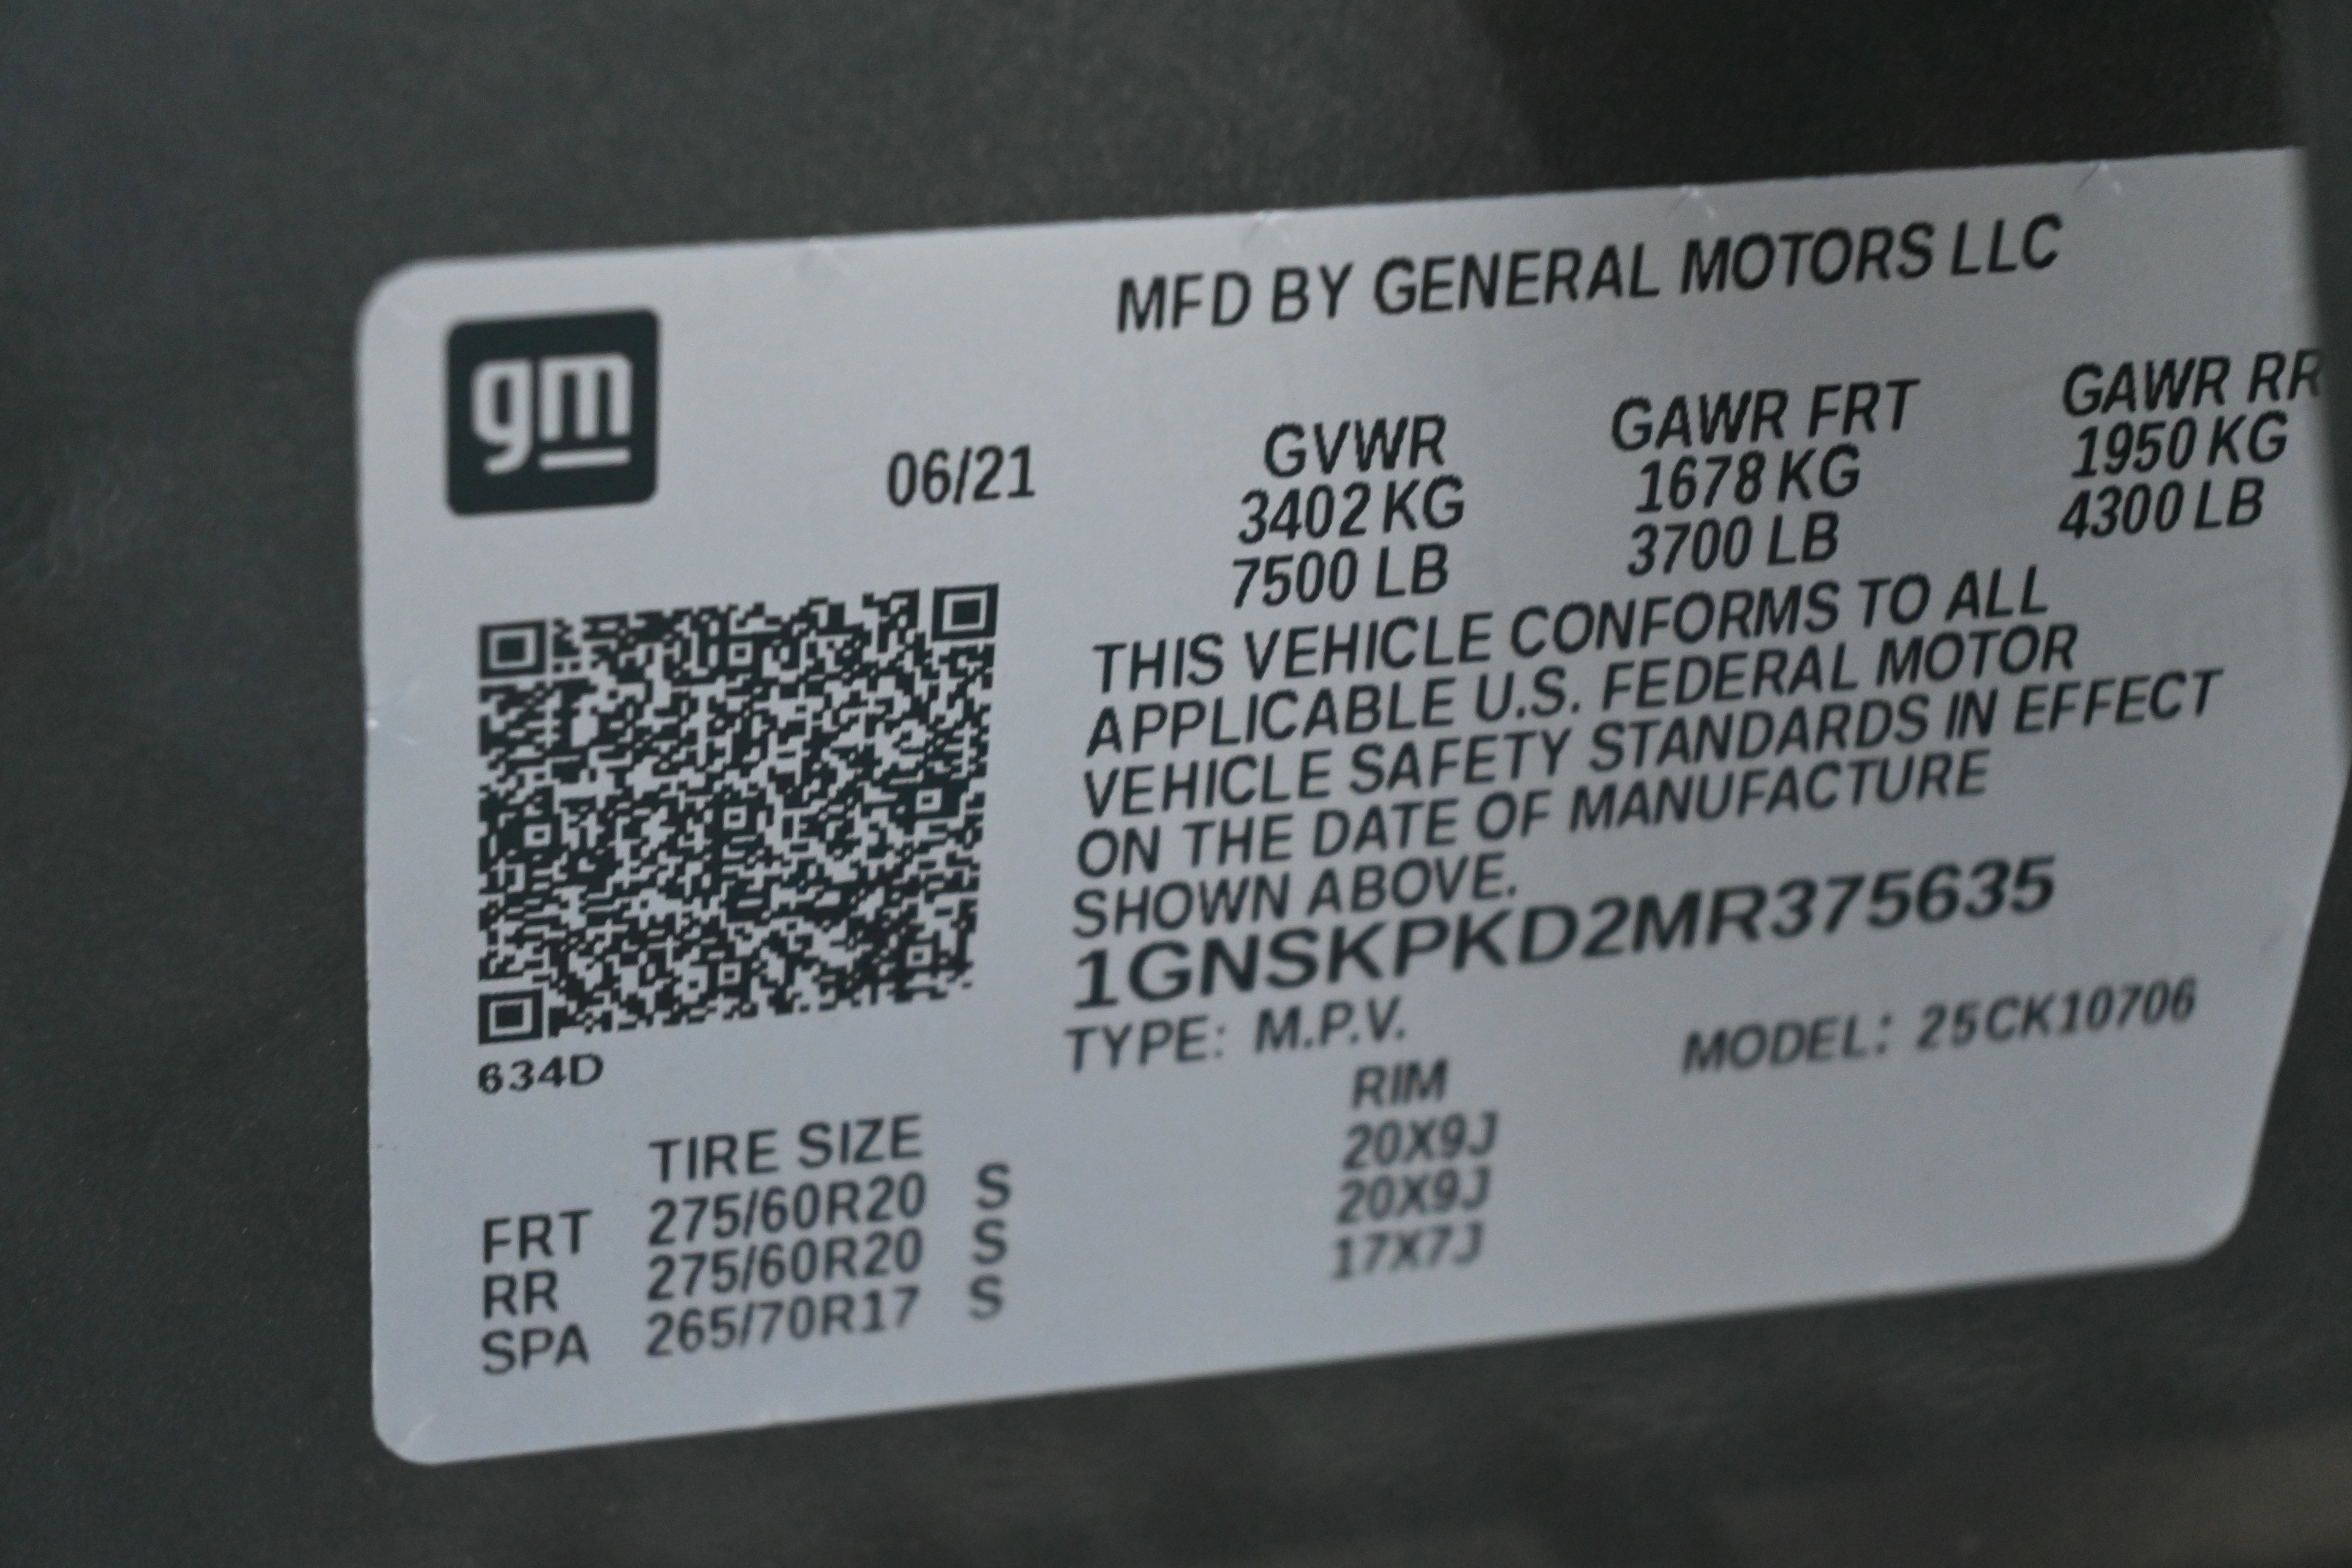 gm
MFD BY GENERAL MOTORS LLC
06/21
GVWR GAWR FRT GAWR RR
3402 KG 1678 KG 1950 KG
7500 LB 3700 LB 4300 LB
THIS VEHICLE CONFORMS TO ALL
APPLICABLE U.S. FEDERAL MOTOR
VEHICLE SAFETY STANDARDS IN EFFECT
ON THE DATE OF MANUFACTURE
SHOWN ABOVE.
1GNSKPKD2MR375635
TYPE: M.P.V. MODEL: 25CK10706
634D
TIRE SIZE RIM
FRT 275/60R20 S 20X9J
RR 275/60R20 S 20X9J
SPA 265/70R17 S 17X7J